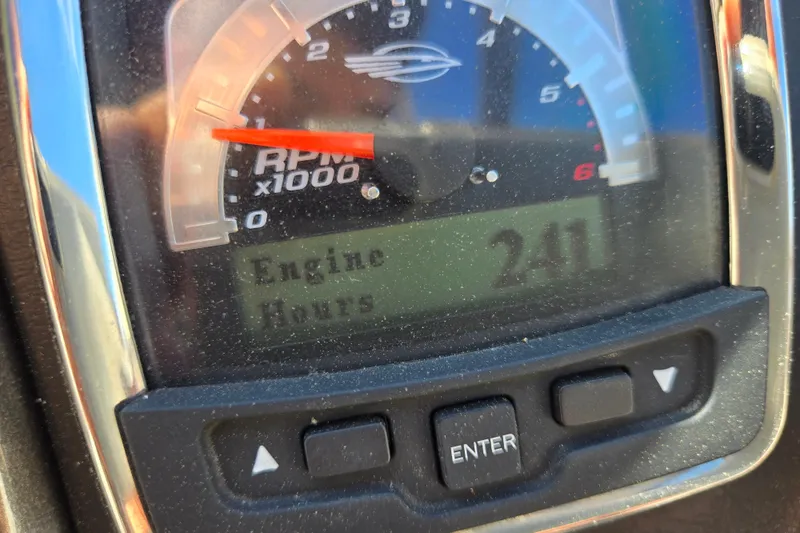 3
2 4
1 5
RPM 6
x1000
0
Engine 241
Hours
ENTER